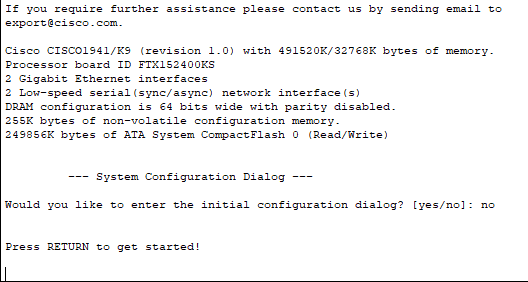 If you require further assistance please contact us by sending email to
export@cisco.com.
Cisco CISCO1941/K9 (revision 1.0) with 491520K/32768K bytes of memory.
Processor board ID FTX152400KS
2 Gigabit Ethernet interfaces
2 Low-speed serial(sync/async) network interface(s)
DRAM configuration is 64 bits wide with parity disabled.
255K bytes of non-volatile configuration memory.
249856K bytes of ATA System CompactFlash 0 (Read/Write)
--- System Configuration Dialog ---
Would you like to enter the initial configuration dialog? [yes/no]: no
Press RETURN to get started!